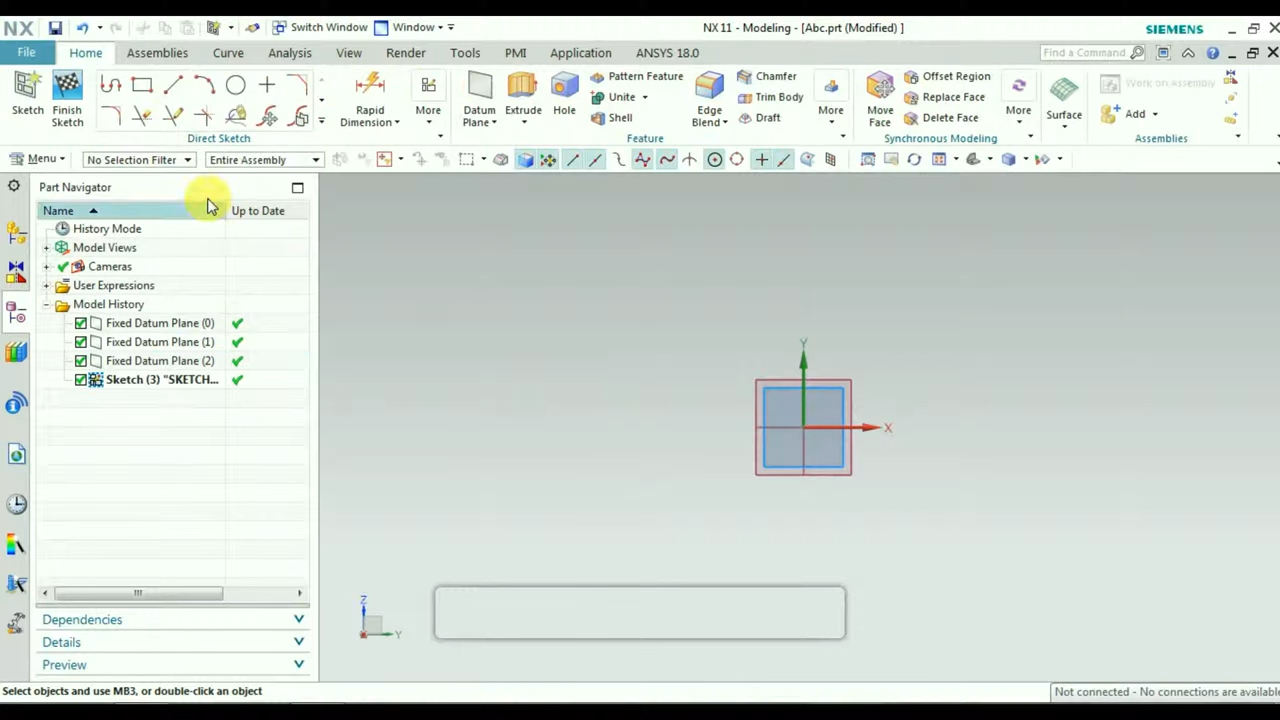 NX
Switch Window
Window
NX 11 - Modeling - [Abc.prt (Modified) ]
SIEMENS
File
Home
Assemblies
Curve
Analysis
View
Render
Tools
PMI
Application
ANSYS 18.0
Find a Command
Sketch
Finish Sketch
Direct Sketch
Rapid Dimension
More
Datum Plane
Extrude
Hole
Pattern Feature
Unite
Shell
Edge Blend
Chamfer
Trim Body
Draft
More
Feature
Move Face
Offset Region
Replace Face
Delete Face
More
Synchronous Modeling
Surface
Work on Assembly
Add
Assemblies
Menu
No Selection Filter
Entire Assembly
Part Navigator
Name
Up to Date
History Mode
Model Views
Cameras
User Expressions
Model History
Fixed Datum Plane (0)
Fixed Datum Plane (1)
Fixed Datum Plane (2)
Sketch (3) "SKETCH...
Y
X
Z
Y
Dependencies
Details
Preview
Select objects and use MB3, or double-click an object
Not connected - No connections are available